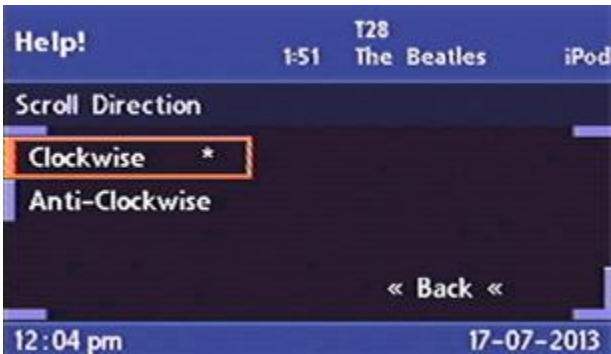 Help!
T28
1:51 The Beatles iPod
Scroll Direction
Clockwise *
Anti-Clockwise
« Back «
12:04 pm 17-07-2013